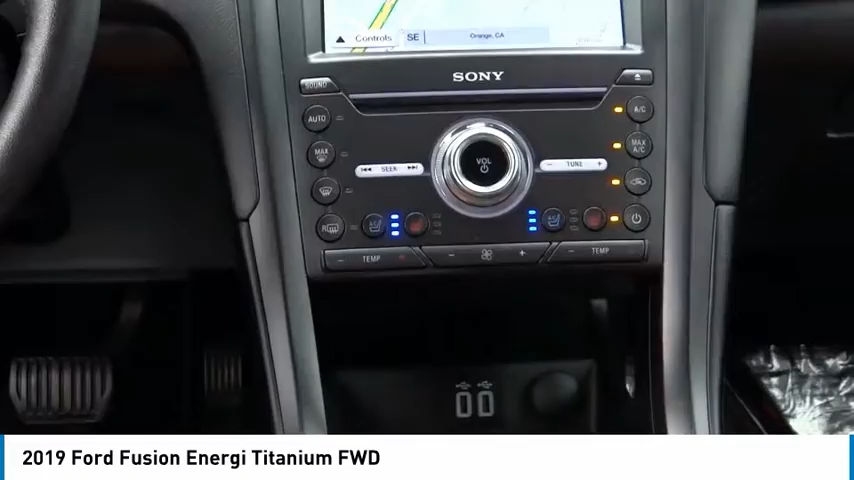 Controls SE Orange, CA
SOUND SONY
AUTO A/C
VOL
MAX MAX A/C
SEEK TUNE
R
A/C A/C
TEMP TEMP
2019 Ford Fusion Energi Titanium FWD